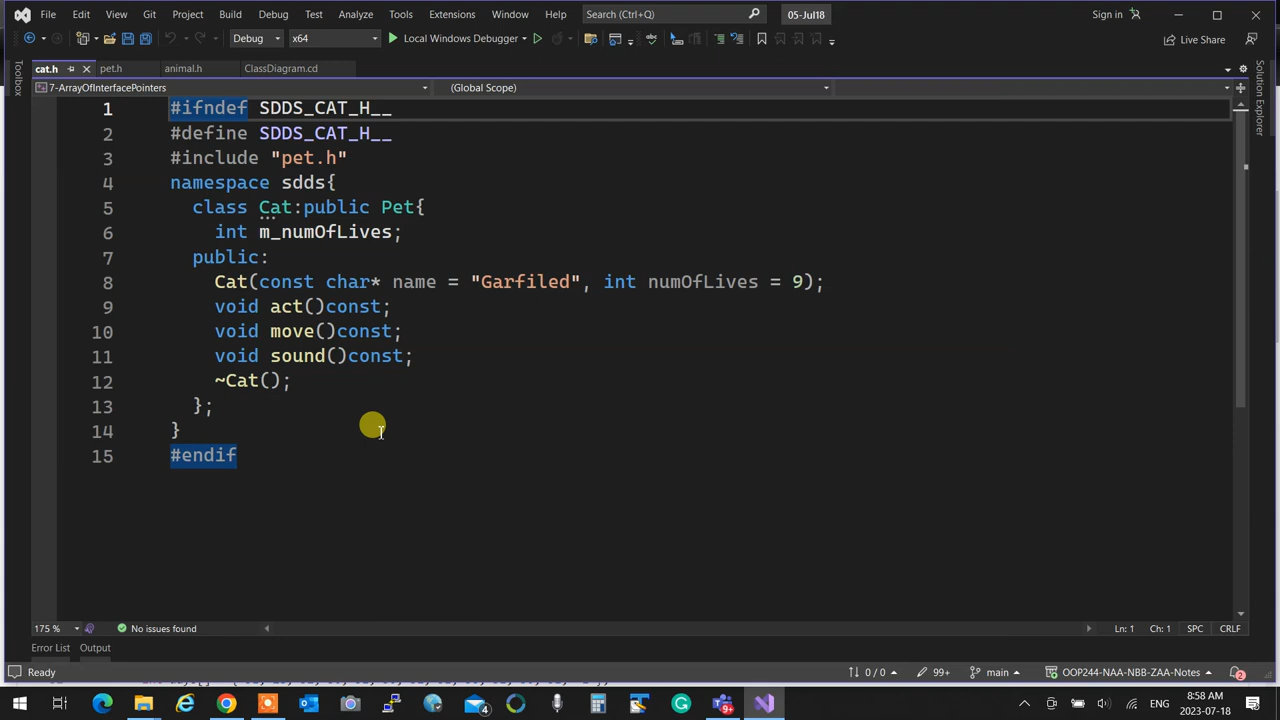 File Edit View Git Project Build Debug Test Analyze Tools Extensions Window Help Search (Ctrl+Q) 05-Jul18 Sign in
Debug x64 Local Windows Debugger Live Share
Toolbox
cat.h pet.h animal.h ClassDiagram.cd
7-ArrayOfInterfacePointers (Global Scope)
Solution Explorer
1 #ifndef SDDS_CAT_H__
2 #define SDDS_CAT_H__
3 #include "pet.h"
4 namespace sdds{
5 class Cat:public Pet{
6 int m_numOfLives;
7 public:
8 Cat(const char* name = "Garfiled", int numOfLives = 9);
9 void act()const;
10 void move()const;
11 void sound()const;
12 ~Cat();
13 };
14 }
15 #endif
175 % No issues found Ln: 1 Ch: 1 SPC CRLF
Error List Output
Ready 0 / 0 99+ main OOP244-NAA-NBB-ZAA-Notes 2
4 9+ ENG 8:58 AM
2023-07-18